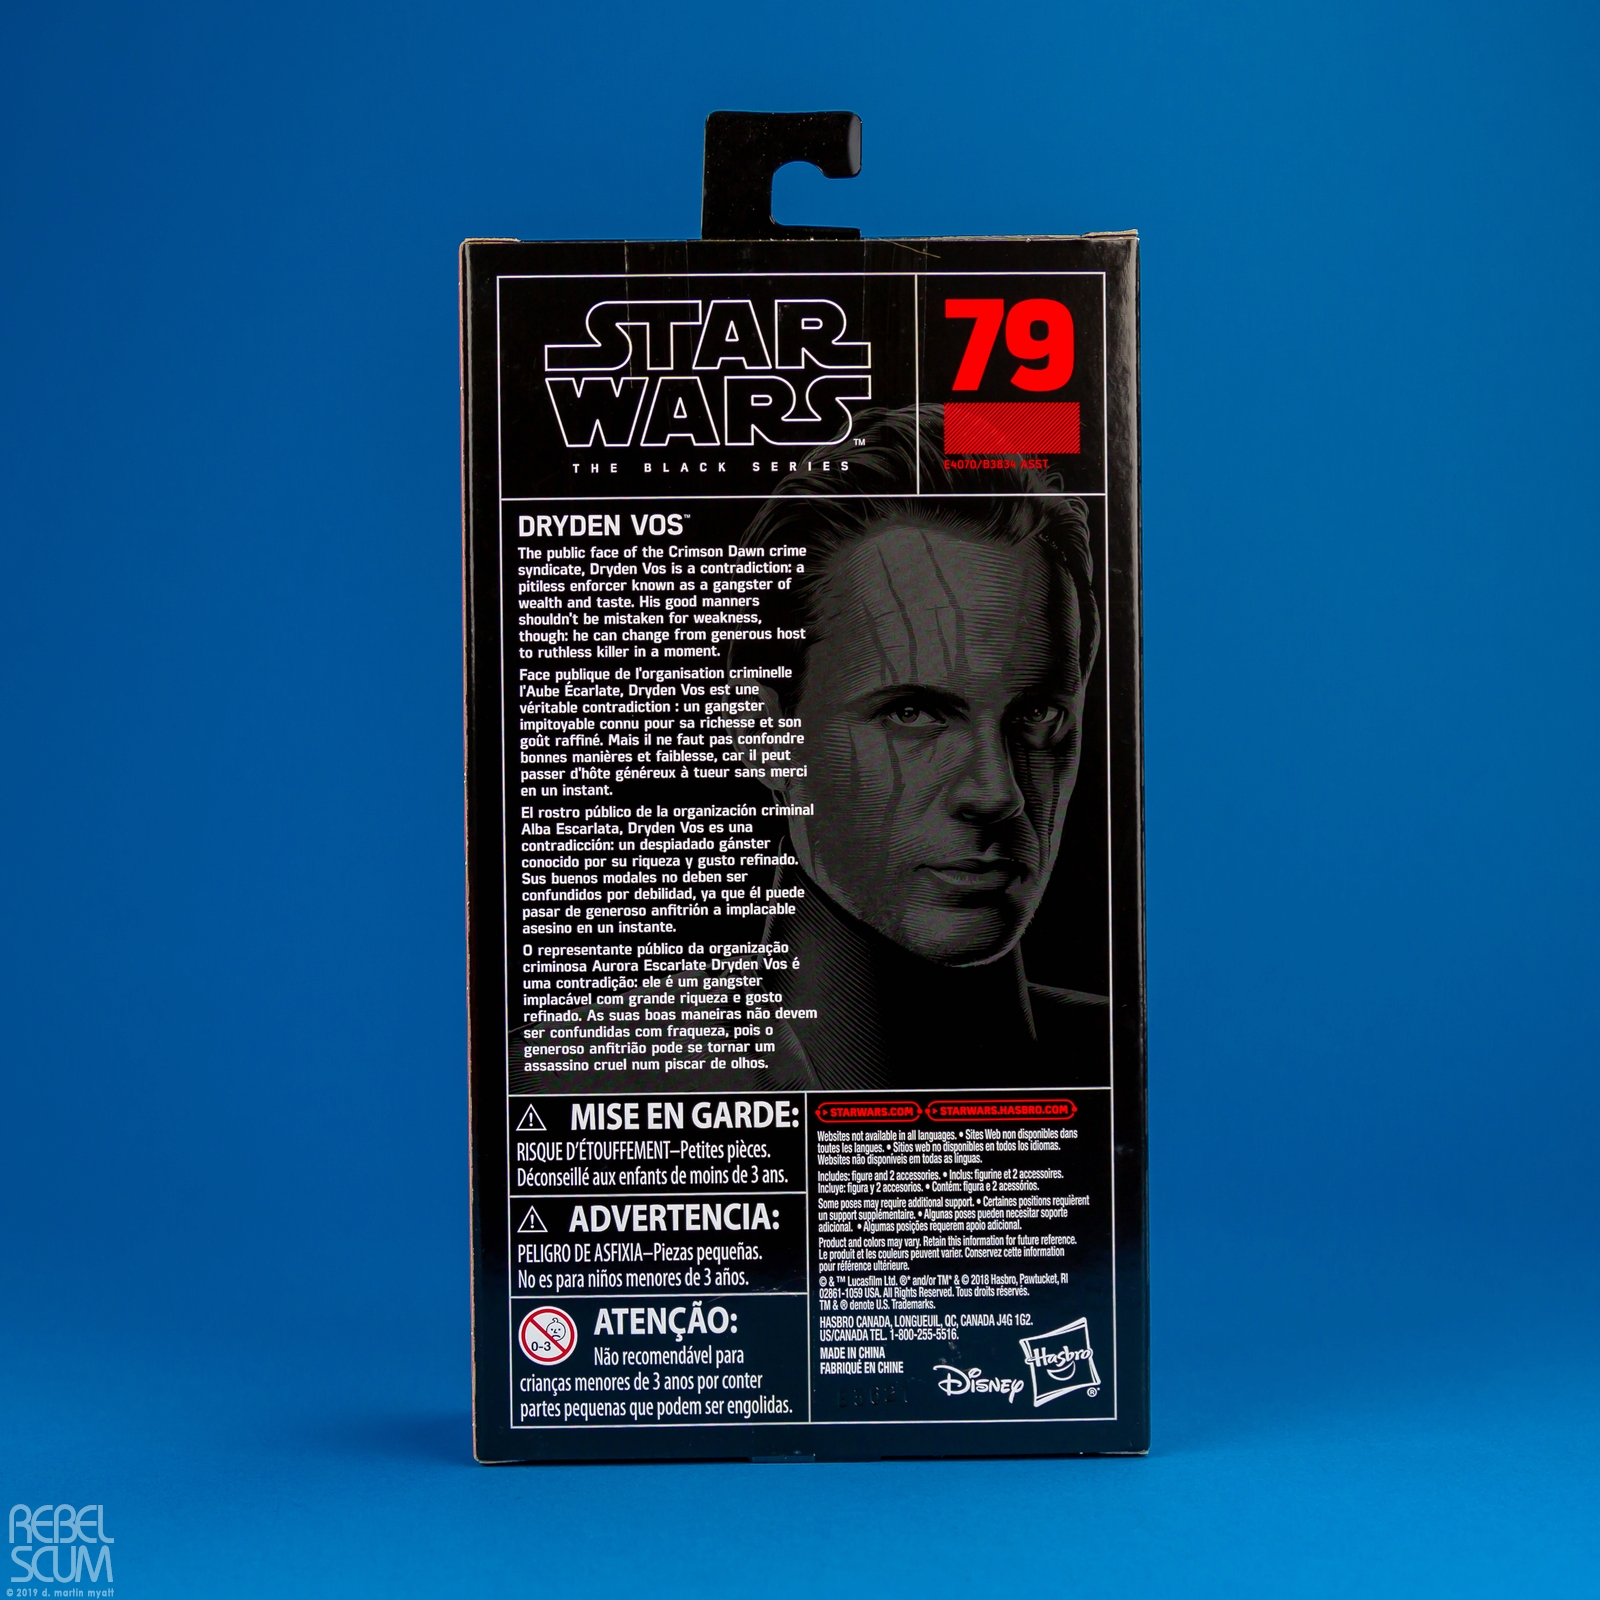 STAR
WARS™
THE BLACK SERIES
79
E4070/B3834 ASST.
DRYDEN VOS™
The public face of the Crimson Dawn crime
syndicate, Dryden Vos is a contradiction: a
pitiless enforcer known as a gangster of
wealth and taste. His good manners
shouldn't be mistaken for weakness,
though: he can change from generous host
to ruthless killer in a moment.
Face publique de l'organisation criminelle
l'Aube Écarlate, Dryden Vos est une
véritable contradiction : un gangster
impitoyable connu pour sa richesse et son
goût raffiné. Mais il ne faut pas confondre
bonnes manières et faiblesse, car il peut
passer d'hôte généreux à tueur sans merci
en un instant.
El rostro público de la organización criminal
Alba Escarlata, Dryden Vos es una
contradicción: un despiadado gánster
conocido por su riqueza y gusto refinado.
Sus buenos modales no deben ser
confundidos por debilidad, ya que él puede
pasar de generoso anfitrión a implacable
asesino en un instante.
O representante público da organização
criminosa Aurora Escarlate Dryden Vos é
uma contradição: ele é um gangster
implacável com grande riqueza e gosto
refinado. As suas boas maneiras não devem
ser confundidas com fraqueza, pois o
generoso anfitrião pode se tornar um
assassino cruel num piscar de olhos.
MISE EN GARDE:
RISQUE D'ÉTOUFFEMENT–Petites pièces.
Déconseillé aux enfants de moins de 3 ans.
ADVERTENCIA:
PELIGRO DE ASFIXIA–Piezas pequeñas.
No es para niños menores de 3 años.
0-3
ATENÇÃO:
Não recomendável para
crianças menores de 3 anos por conter
partes pequenas que podem ser engolidas.
STARWARS.COM STARWARS.HASBRO.COM
Websites not available in all languages. • Sites Web non disponibles dans
toutes les langues. • Sitios web no disponibles en todos los idiomas.
Websites não disponíveis em todas as línguas.
Includes: figure and 2 accessories. • Inclus: figurine et 2 accessoires.
Incluye: figura y 2 accesorios. • Contém: figura e 2 acessórios.
Some poses may require additional support. • Certaines positions requièrent
un support supplémentaire. • Algunas poses pueden necesitar soporte
adicional. • Algumas posições requerem apoio adicional.
Product and colors may vary. Retain this information for future reference.
Le produit et les couleurs peuvent varier. Conservez cette information
pour référence ultérieure.
© & ™ Lucasfilm Ltd. ®* and/or TM* & © 2018 Hasbro, Pawtucket, RI
02861-1059 USA. All Rights Reserved. Tous droits réservés.
TM & ® denote U.S. Trademarks.
HASBRO CANADA, LONGUEUIL, QC, CANADA J4G 1G2.
US/CANADA TEL. 1-800-255-5516.
MADE IN CHINA
FABRIQUÉ EN CHINE
Disney
Hasbro®*
REBEL
SCUM
© 2019 d. martin myatt